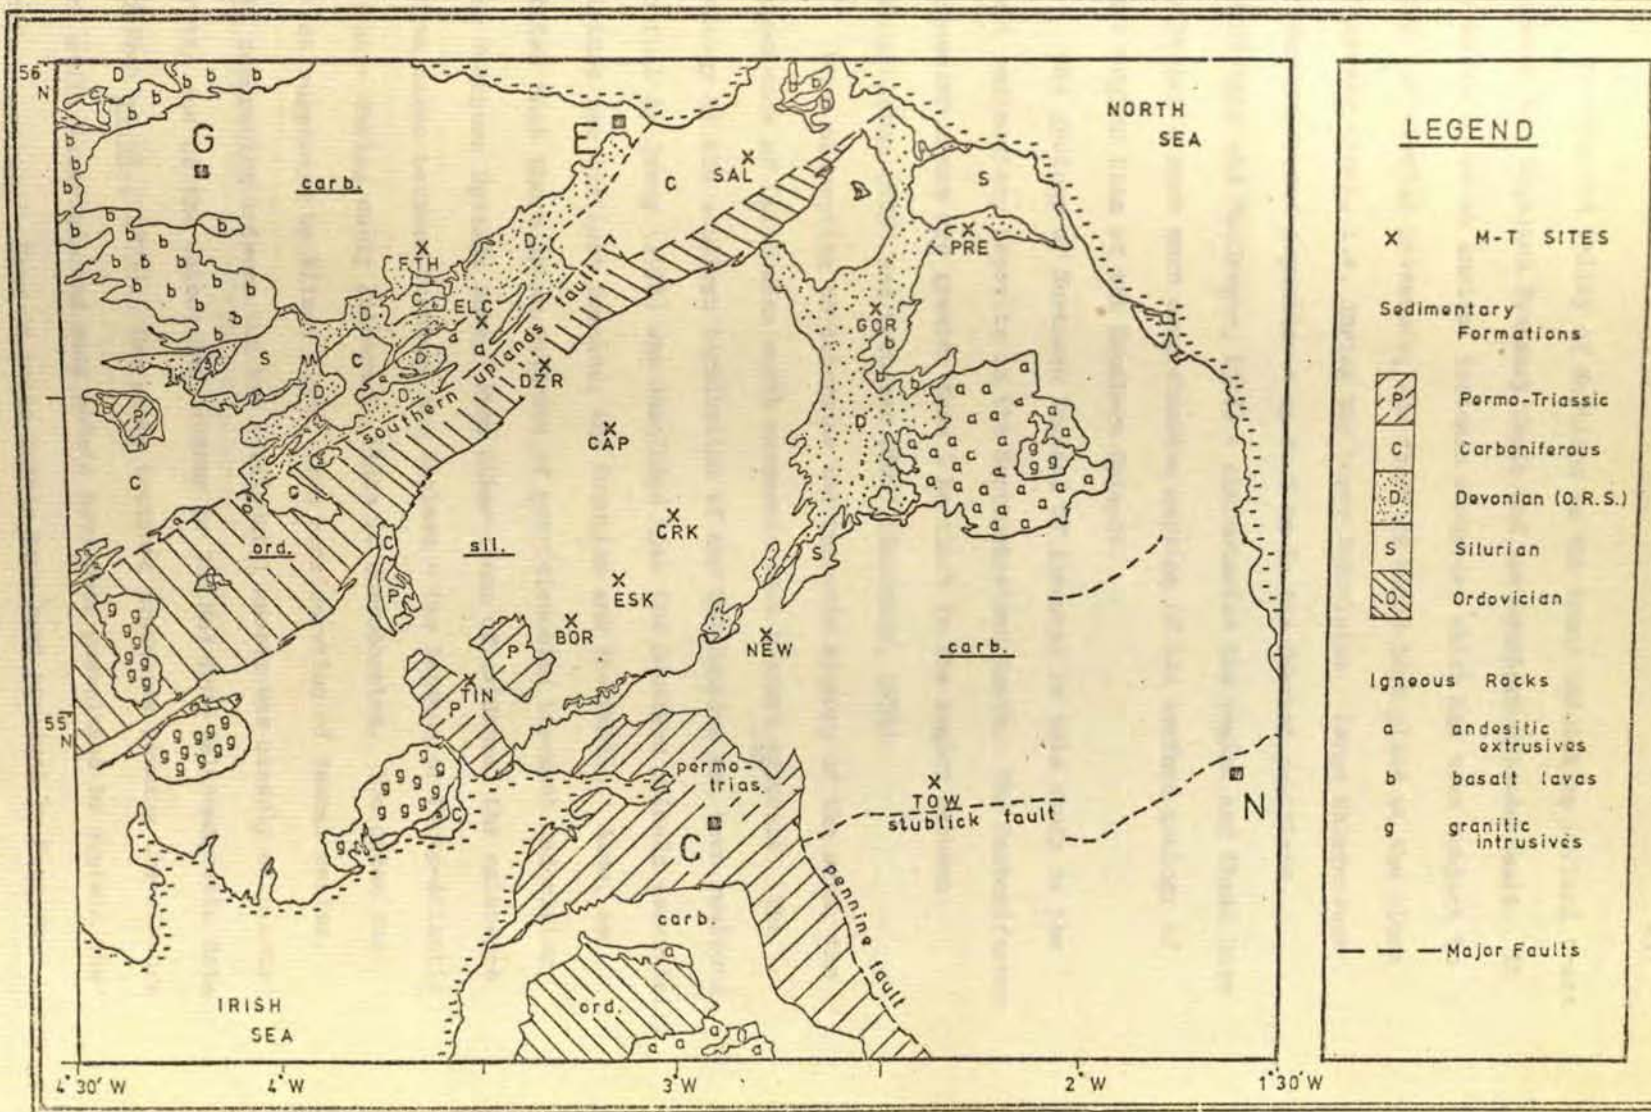 56°
N
D
b
b
b
b
b
b
b
b
b
b
G
E
carb.
C
SAL
b
b
NORTH
SEA
S
PRE
b
b
b
b
b
b
b
b
b
b
b
D
FTH
C
D
ELC
a
a
GOR
b
S
C
D
D
D
DZR
southern uplands fault
b
b
a
a
a
D
P
C
CAP
g
g
g
a
a
a
a
a
C
ord.
sil.
CRK
C
P
S
ESK
BOR
NEW
carb.
P
TIN
P
g
g
g
g
55°
N
g
g
g
g
permo-
trias.
TOW
stublick fault
N
g
g
g
g
C
C
pennine fault
carb.
a
ord.
IRISH
SEA
a
a
a
a
4°30' W
4° W
3° W
2° W
1°30' W
LEGEND
X M-T SITES
Sedimentary
Formations
P Permo-Triassic
C Carboniferous
D Devonian (O.R.S.)
S Silurian
O Ordovician
Igneous Rocks
a andesitic
extrusives
b basalt lavas
g granitic
intrusives
Major Faults